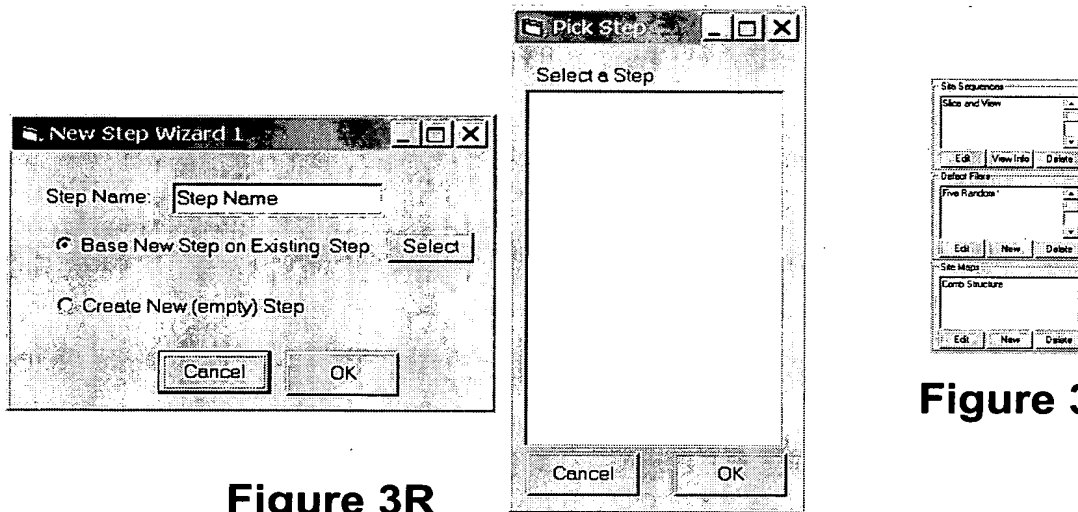 New Step Wizard 1
Step Name: Step Name
Base New Step on Existing Step Select
Create New (empty) Step
Cancel OK
Figure 3R
Pick Step
Select a Step
Cancel OK
Site Sequences
Slice and View
Edit View Info Delete
Defect Filters
Five Random
Edit New Delete
Site Maps
Comb Structure
Edit New Delete
Figure